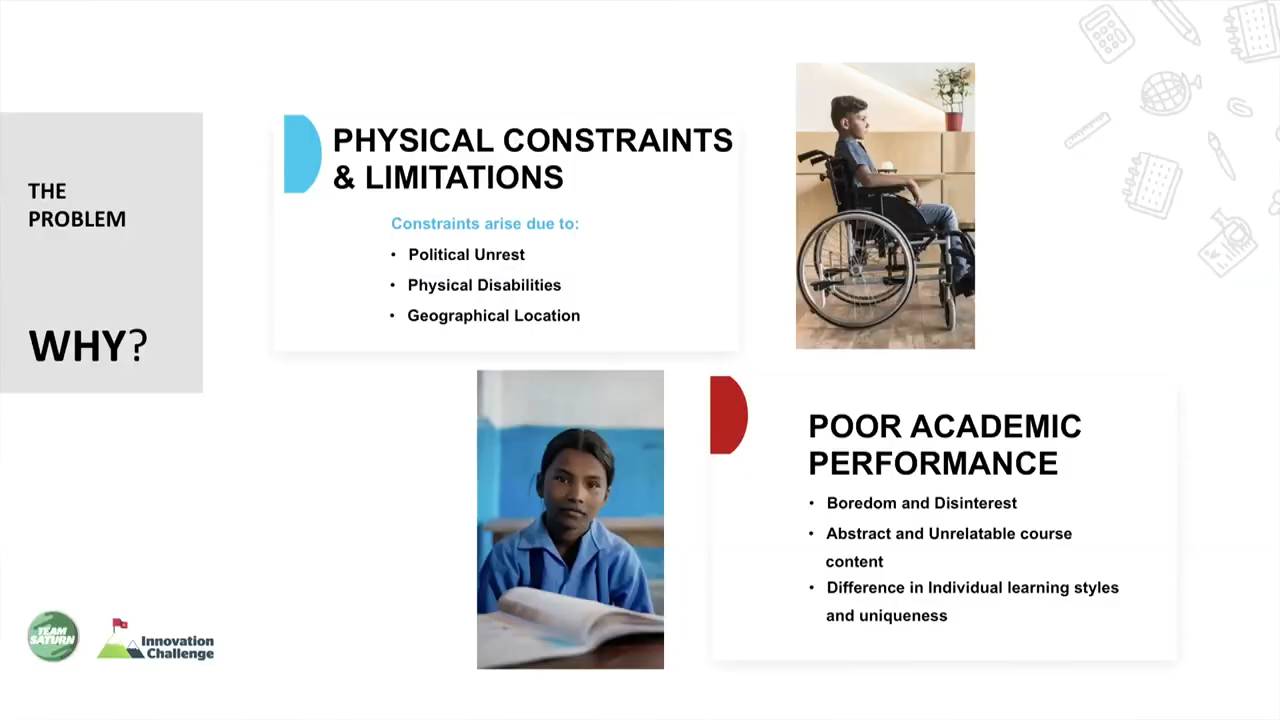 THE
PROBLEM
WHY?
PHYSICAL CONSTRAINTS
& LIMITATIONS
Constraints arise due to:
• Political Unrest
• Physical Disabilities
• Geographical Location
POOR ACADEMIC
PERFORMANCE
• Boredom and Disinterest
• Abstract and Unrelatable course
content
• Difference in Individual learning styles
and uniqueness
TEAM
SATURN
Innovation
Challenge